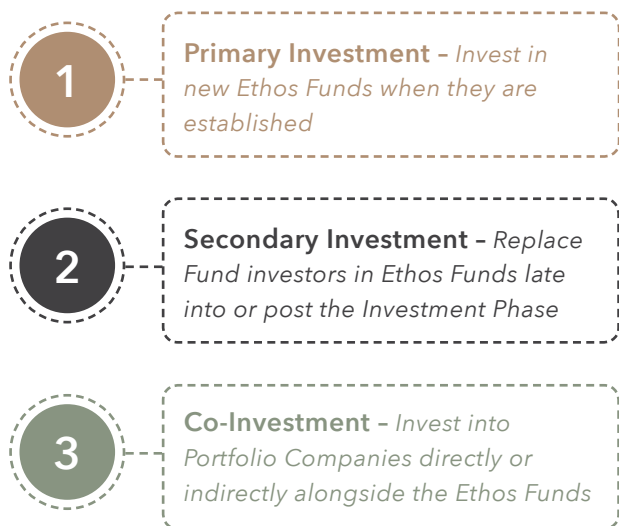 1
Primary Investment – Invest in
new Ethos Funds when they are
established
2
Secondary Investment – Replace
Fund investors in Ethos Funds late
into or post the Investment Phase
3
Co-Investment – Invest into
Portfolio Companies directly or
indirectly alongside the Ethos Funds